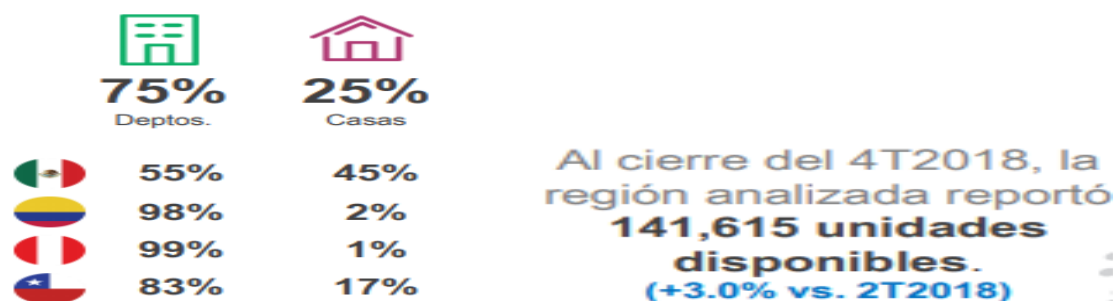 75% 25%
Deptos. Casas
55% 45%
98% 2%
99% 1%
83% 17%
Al cierre del 4T2018, la
región analizada reportó
141,615 unidades
disponibles.
(+3.0% vs. 2T2018)